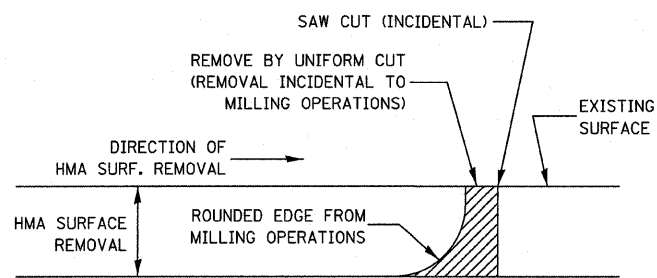 SAW CUT (INCIDENTAL)
REMOVE BY UNIFORM CUT
(REMOVAL INCIDENTAL TO
MILLING OPERATIONS)
EXISTING
SURFACE
DIRECTION OF
HMA SURF. REMOVAL
HMA SURFACE
REMOVAL
ROUNDED EDGE FROM
MILLING OPERATIONS